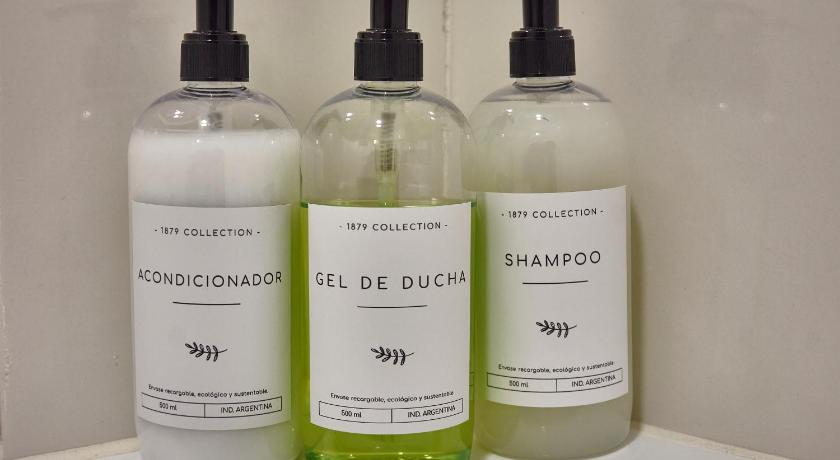 - 1879 COLLECTION -
ACONDICIONADOR
Envase recargable, ecológico y sustentable.
500 ml
IND. ARGENTINA
- 1879 COLLECTION -
GEL DE DUCHA
Envase recargable, ecológico y sustentable.
500 ml
IND. ARGENTINA
- 1879 COLLECTION -
SHAMPOO
Envase recargable, ecológico y sustentable.
500 ml
IND. ARGENTINA